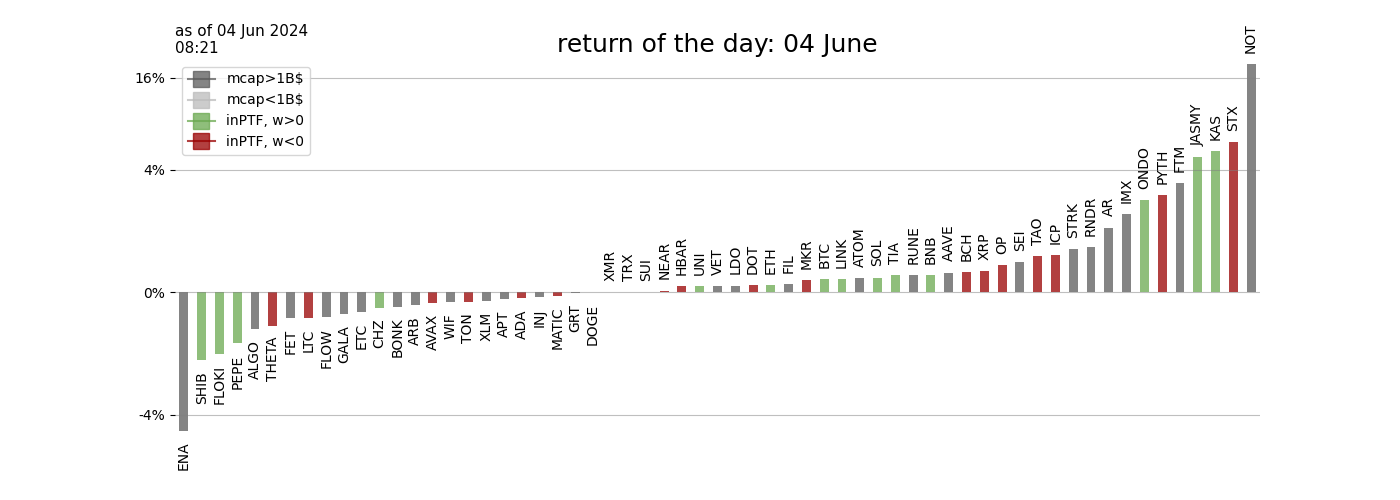 as of 04 Jun 2024
08:21
return of the day: 04 June
mcap>1B$
mcap<1B$
inPTF, w>0
inPTF, w<0
16%
4%
0%
-4%
ENA
SHIB
FLOKI
PEPE
ALGO
THETA
FET
LTC
FLOW
GALA
ETC
CHZ
BONK
ARB
AVAX
WIF
TON
XLM
APT
ADA
INJ
MATIC
GRT
DOGE
XMR
TRX
SUI
NEAR
HBAR
UNI
VET
LDO
DOT
ETH
FIL
MKR
BTC
LINK
ATOM
SOL
TIA
RUNE
BNB
AAVE
BCH
XRP
OP
SEI
TAO
ICP
STRK
RNDR
AR
IMX
ONDO
PYTH
FTM
JASMY
KAS
STX
NOT